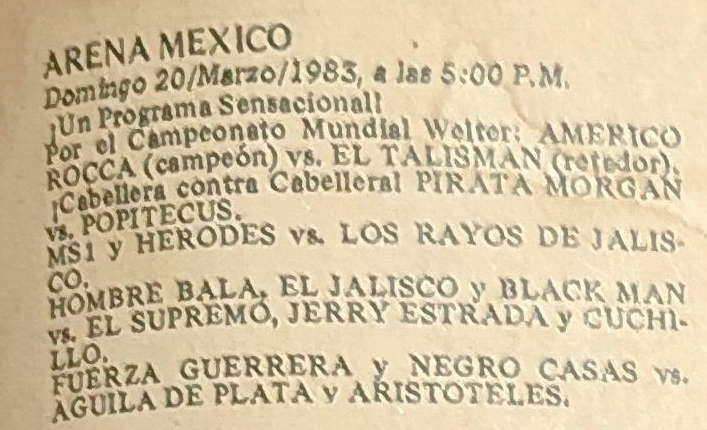 ARENA MEXICO
Domingo 20/Marzo/1983, a las 5:00 P.M.
¡Un Programa Sensacional!
Por el Campeonato Mundial Welter: AMERICO
ROCCA (campeón) vs. EL TALISMAN (retador).
¡Cabellera contra Cabellera! PIRATA MORGAN
vs. POPITECUS.
MS1 y HERODES vs. LOS RAYOS DE JALIS-
CO.
HOMBRE BALA, EL JALISCO y BLACK MAN
vs. EL SUPREMO, JERRY ESTRADA y CUCHI-
LLO.
FUERZA GUERRERA y NEGRO CASAS vs.
AGUILA DE PLATA y ARISTOTELES.